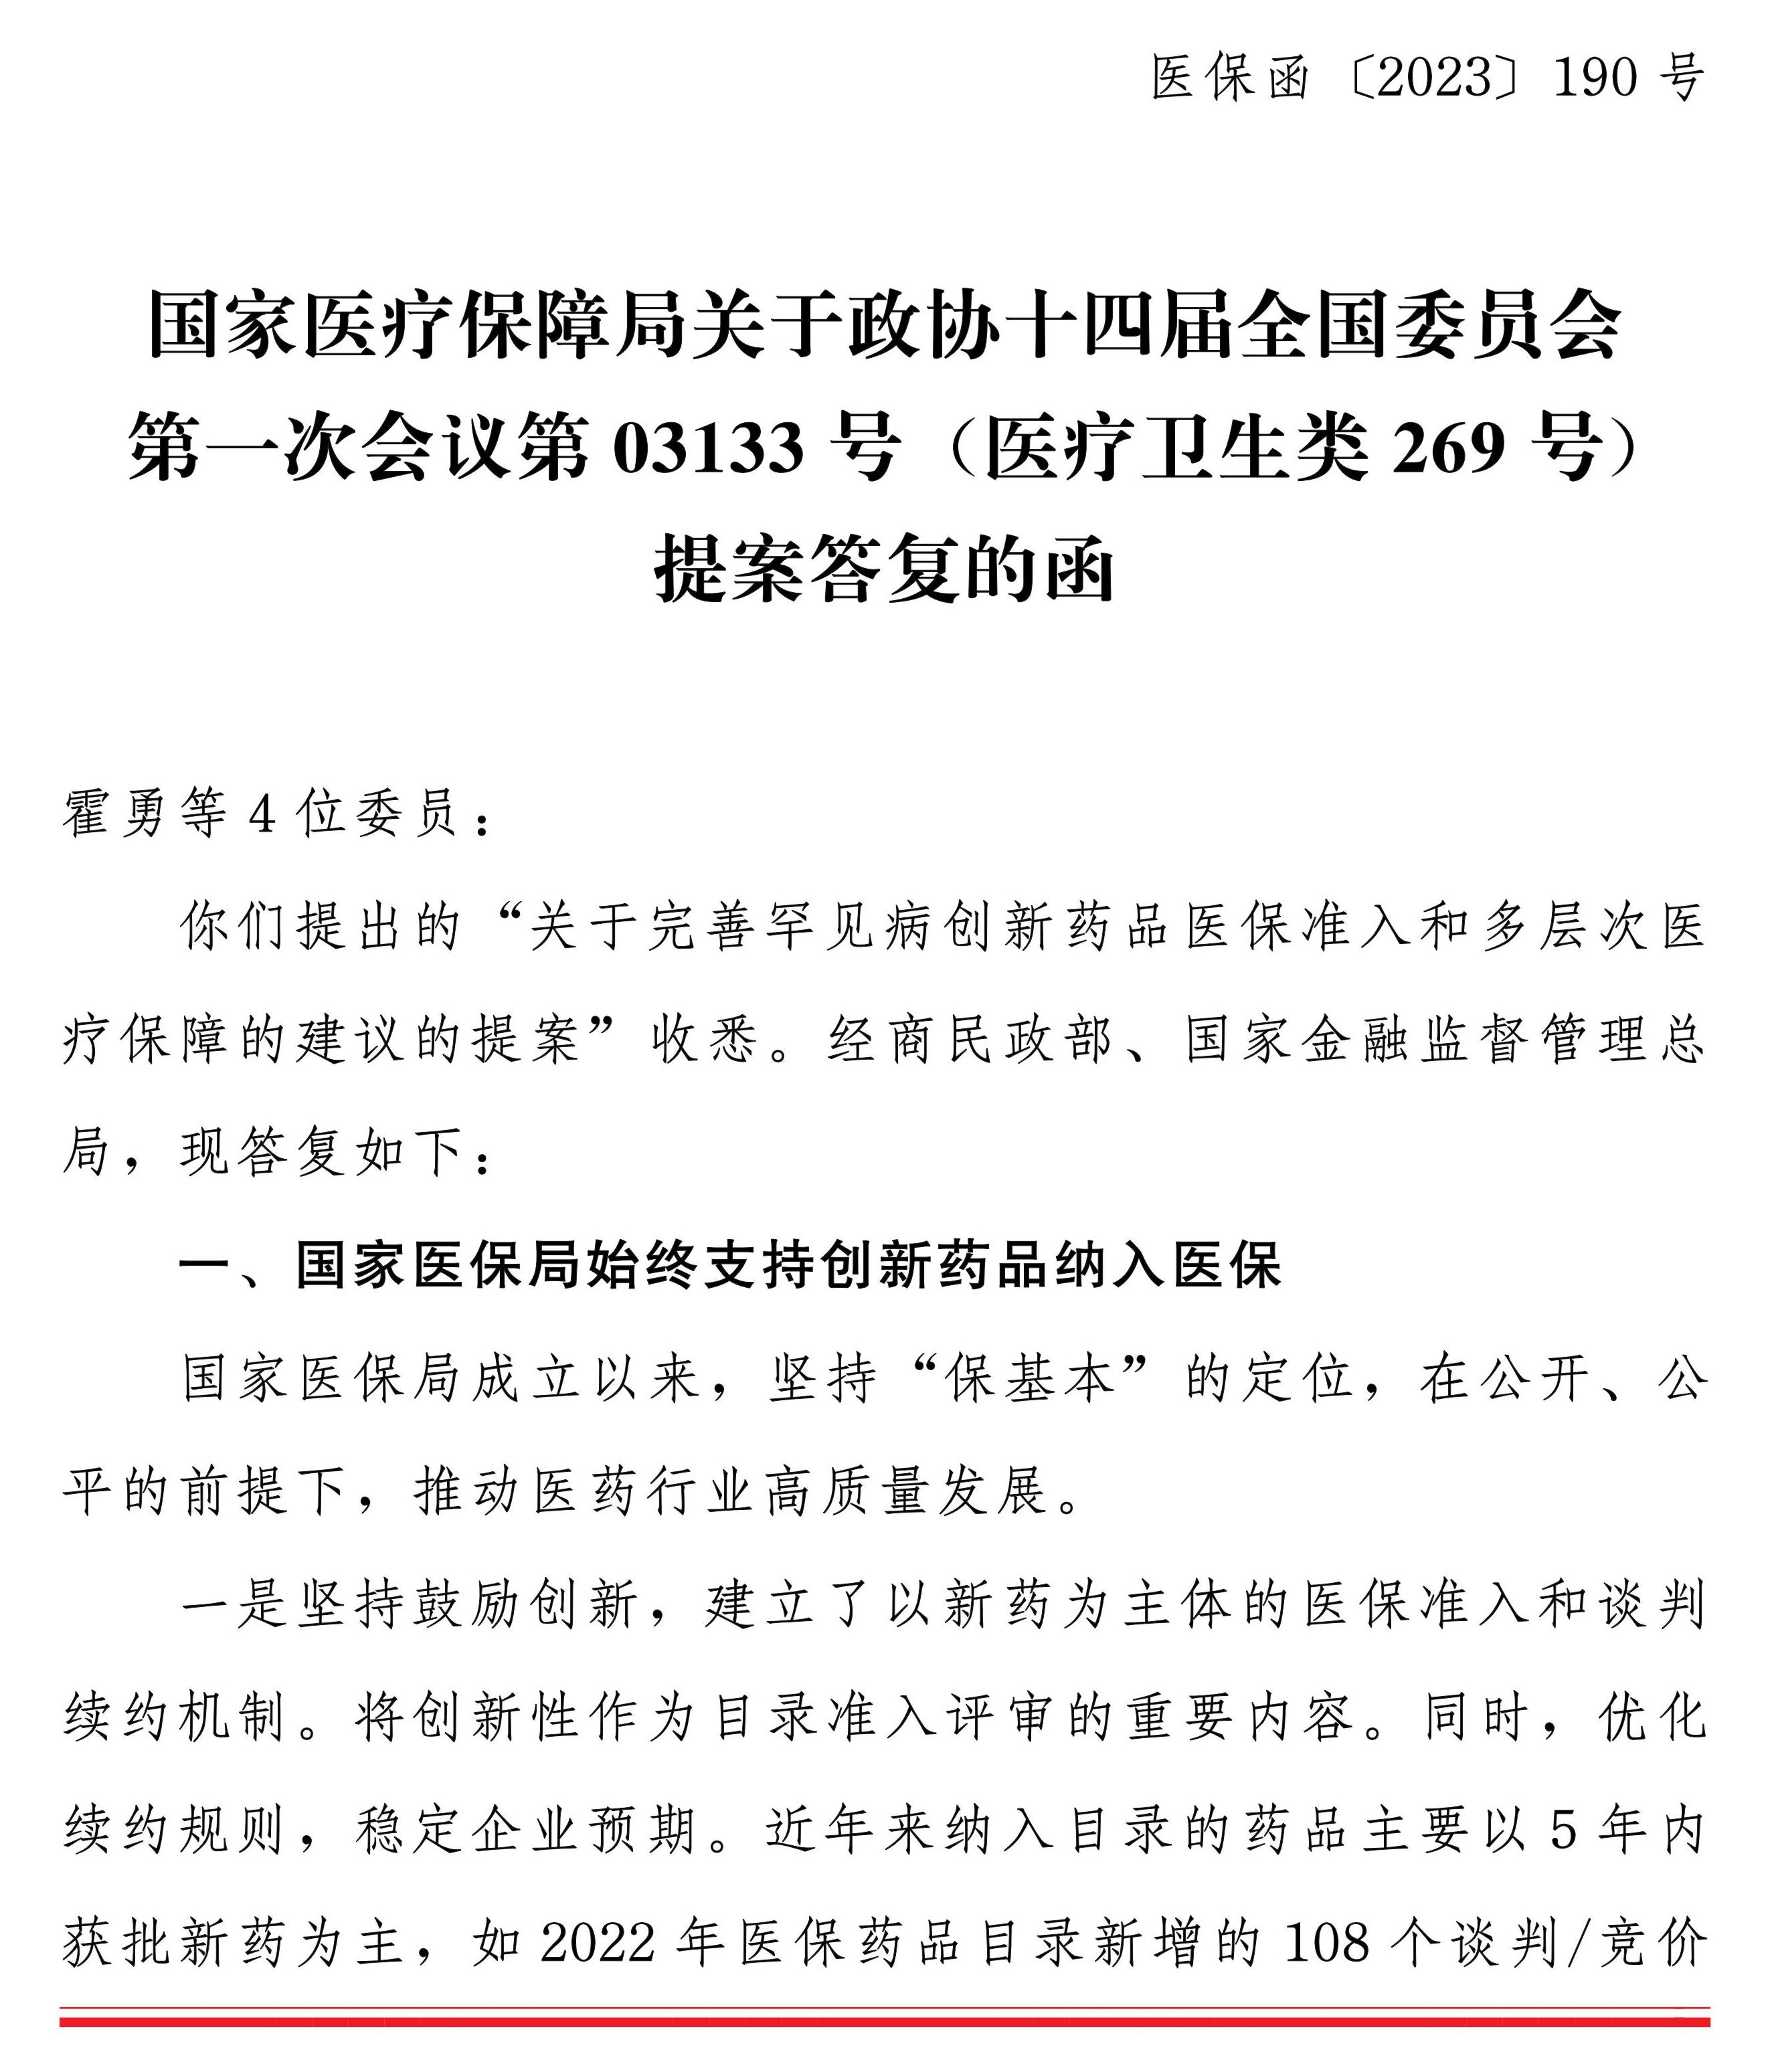 医保函〔2023〕190 号
国家医疗保障局关于政协十四届全国委员会
第一次会议第 03133 号（医疗卫生类 269 号）
提案答复的函
霍勇等 4 位委员：
你们提出的“关于完善罕见病创新药品医保准入和多层次医
疗保障的建议的提案”收悉。经商民政部、国家金融监督管理总
局，现答复如下：
一、国家医保局始终支持创新药品纳入医保
国家医保局成立以来，坚持“保基本”的定位，在公开、公
平的前提下，推动医药行业高质量发展。
一是坚持鼓励创新，建立了以新药为主体的医保准入和谈判
续约机制。将创新性作为目录准入评审的重要内容。同时，优化
续约规则，稳定企业预期。近年来纳入目录的药品主要以 5 年内
获批新药为主，如 2022 年医保药品目录新增的 108 个谈判/竞价